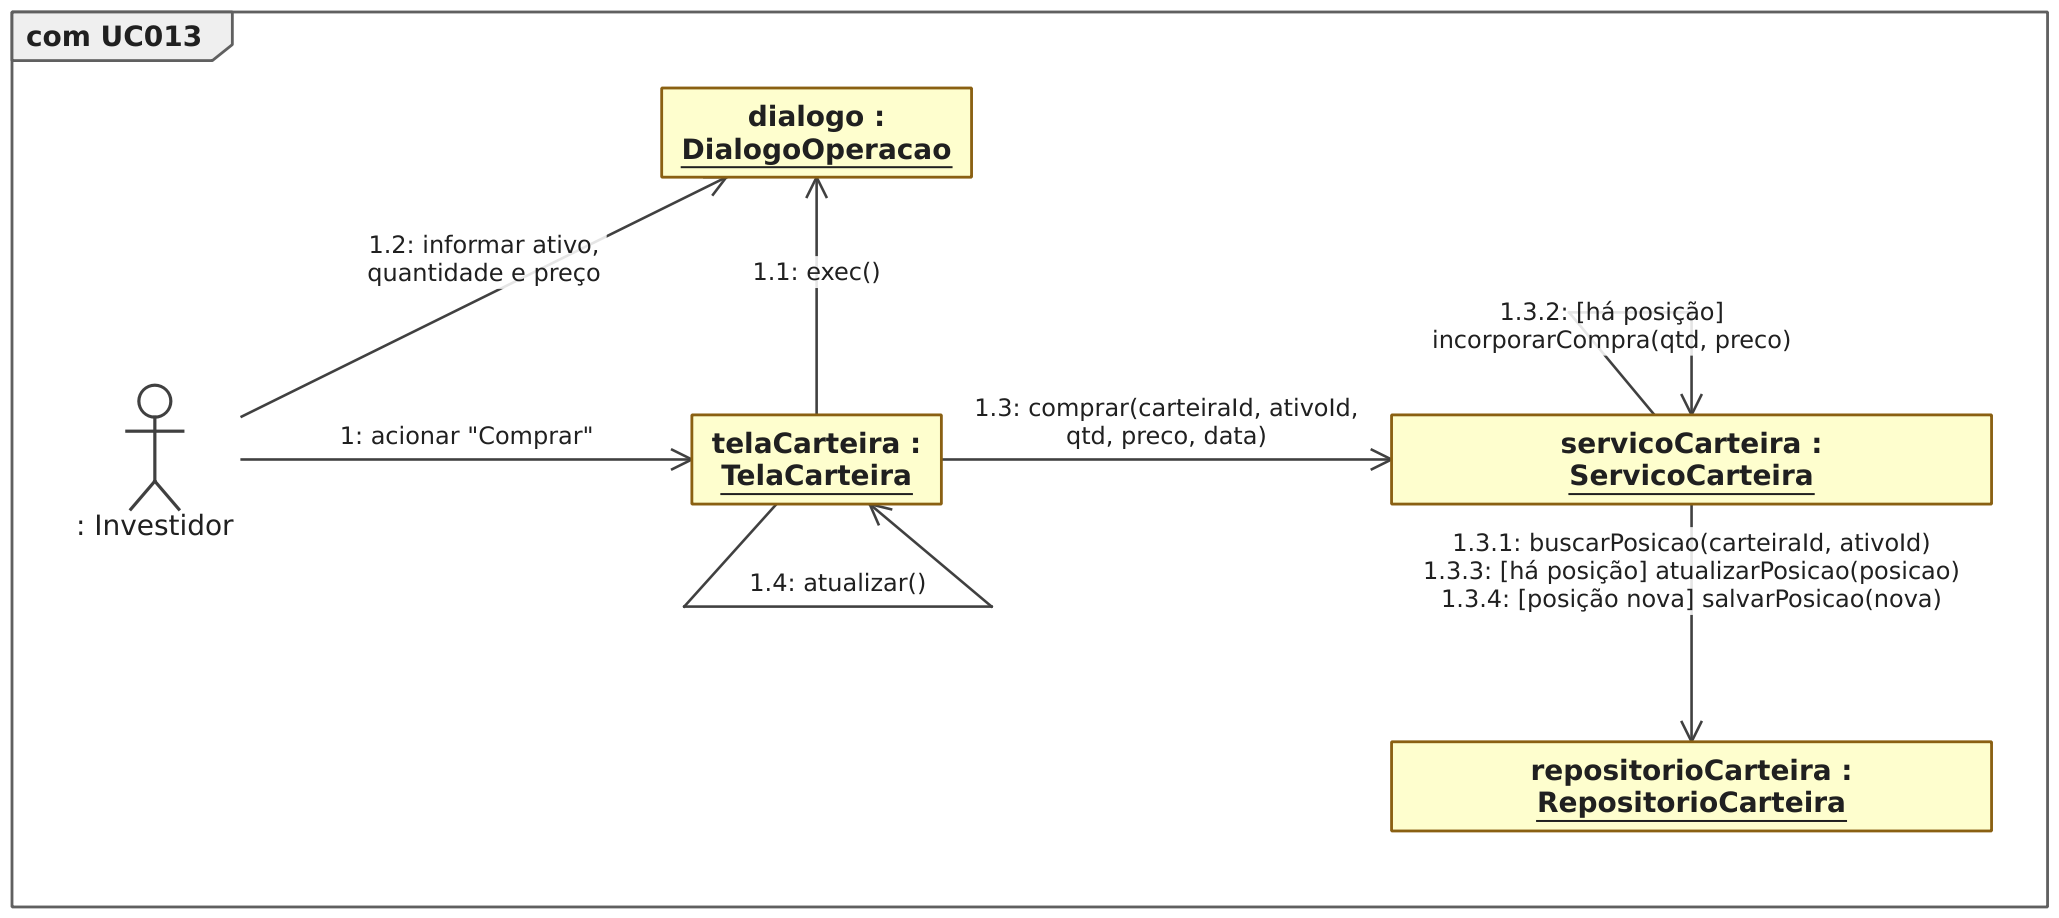 com UC013
dialogo :
DialogoOperacao
1.2: informar ativo,
quantidade e preço
1.1: exec()
1.3.2: [há posição]
incorporarCompra(qtd, preco)
1: acionar "Comprar"
telaCarteira :
TelaCarteira
1.3: comprar(carteiraId, ativoId,
qtd, preco, data)
servicoCarteira :
ServicoCarteira
: Investidor
1.4: atualizar()
1.3.1: buscarPosicao(carteiraId, ativoId)
1.3.3: [há posição] atualizarPosicao(posicao)
1.3.4: [posição nova] salvarPosicao(nova)
repositorioCarteira :
RepositorioCarteira